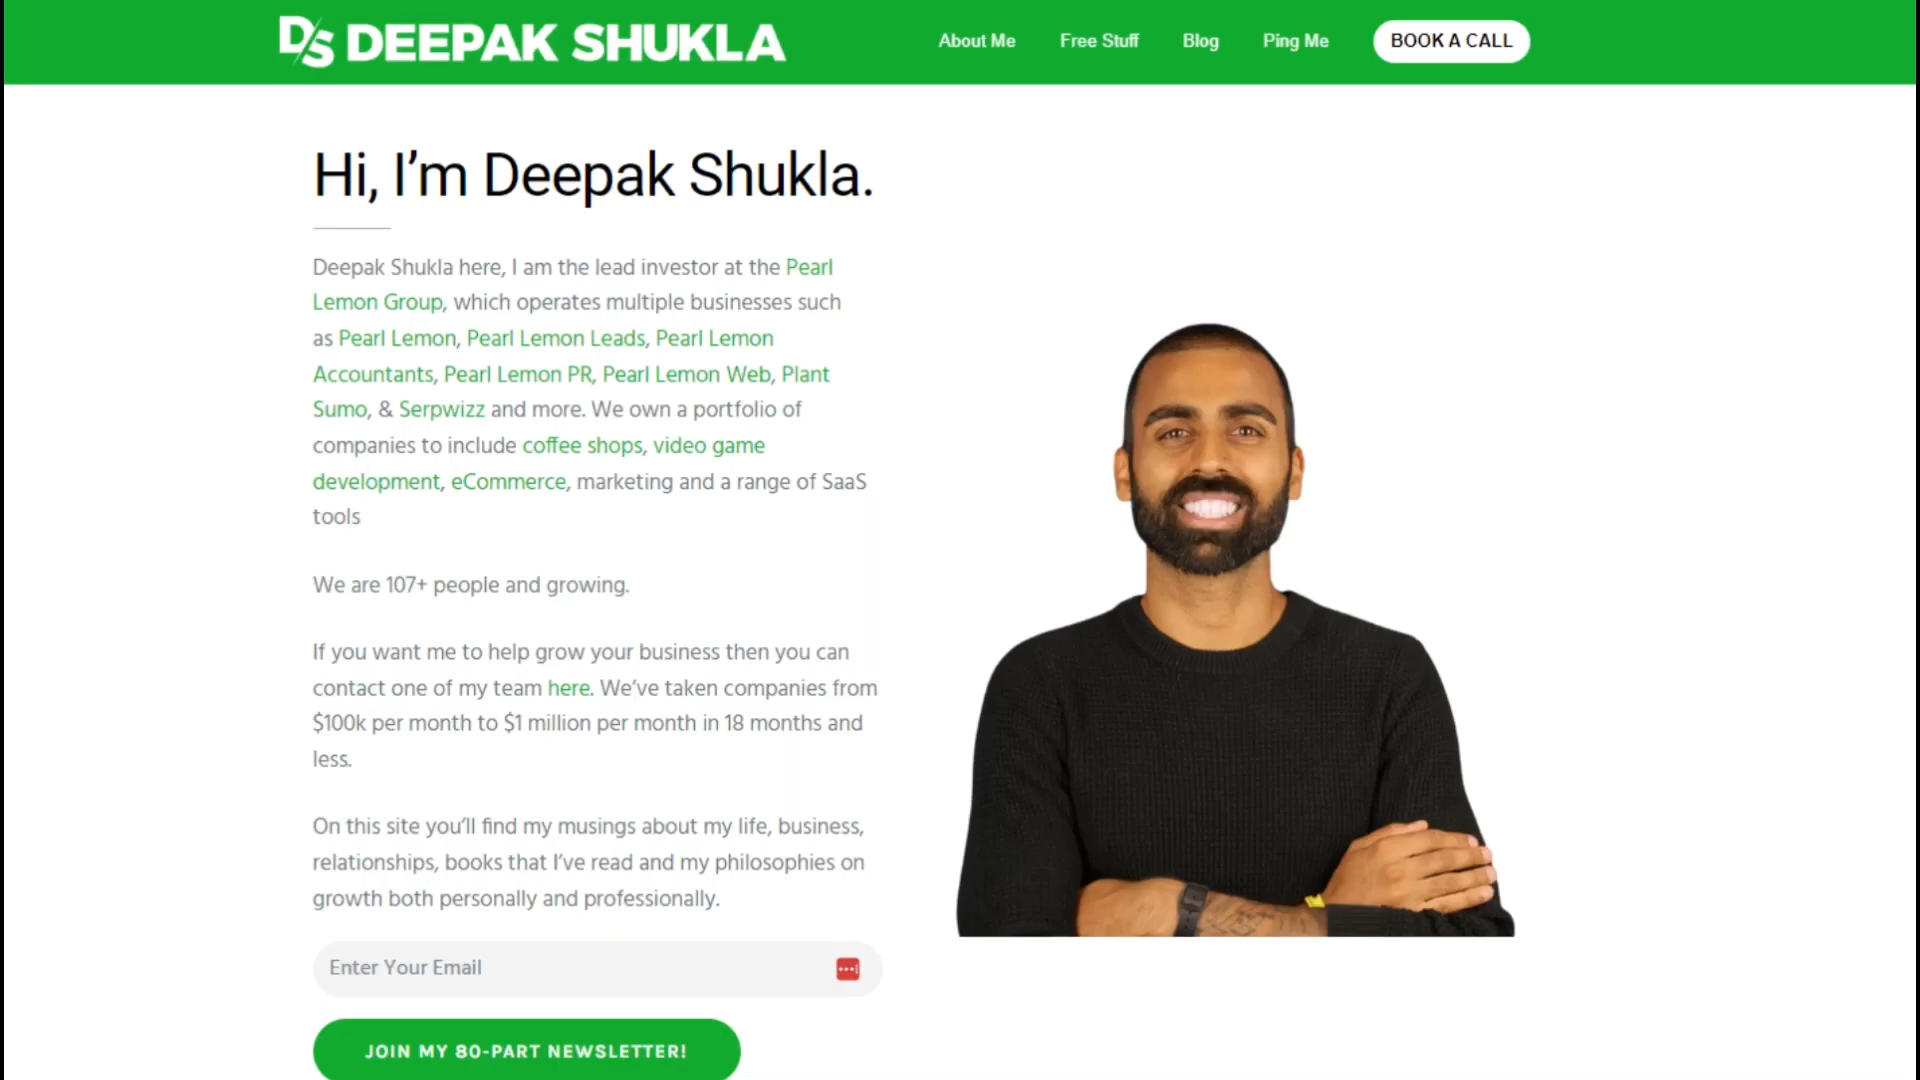 DS DEEPAK SHUKLA
About Me
Free Stuff
Blog
Ping Me
BOOK A CALL
Hi, I’m Deepak Shukla.
Deepak Shukla here, I am the lead investor at the Pearl
Lemon Group, which operates multiple businesses such
as Pearl Lemon, Pearl Lemon Leads, Pearl Lemon
Accountants, Pearl Lemon PR, Pearl Lemon Web, Plant
Sumo, & Serpwizz and more. We own a portfolio of
companies to include coffee shops, video game
development, eCommerce, marketing and a range of SaaS
tools
We are 107+ people and growing.
If you want me to help grow your business then you can
contact one of my team here. We’ve taken companies from
$100k per month to $1 million per month in 18 months and
less.
On this site you’ll find my musings about my life, business,
relationships, books that I’ve read and my philosophies on
growth both personally and professionally.
Enter Your Email
JOIN MY 80-PART NEWSLETTER!